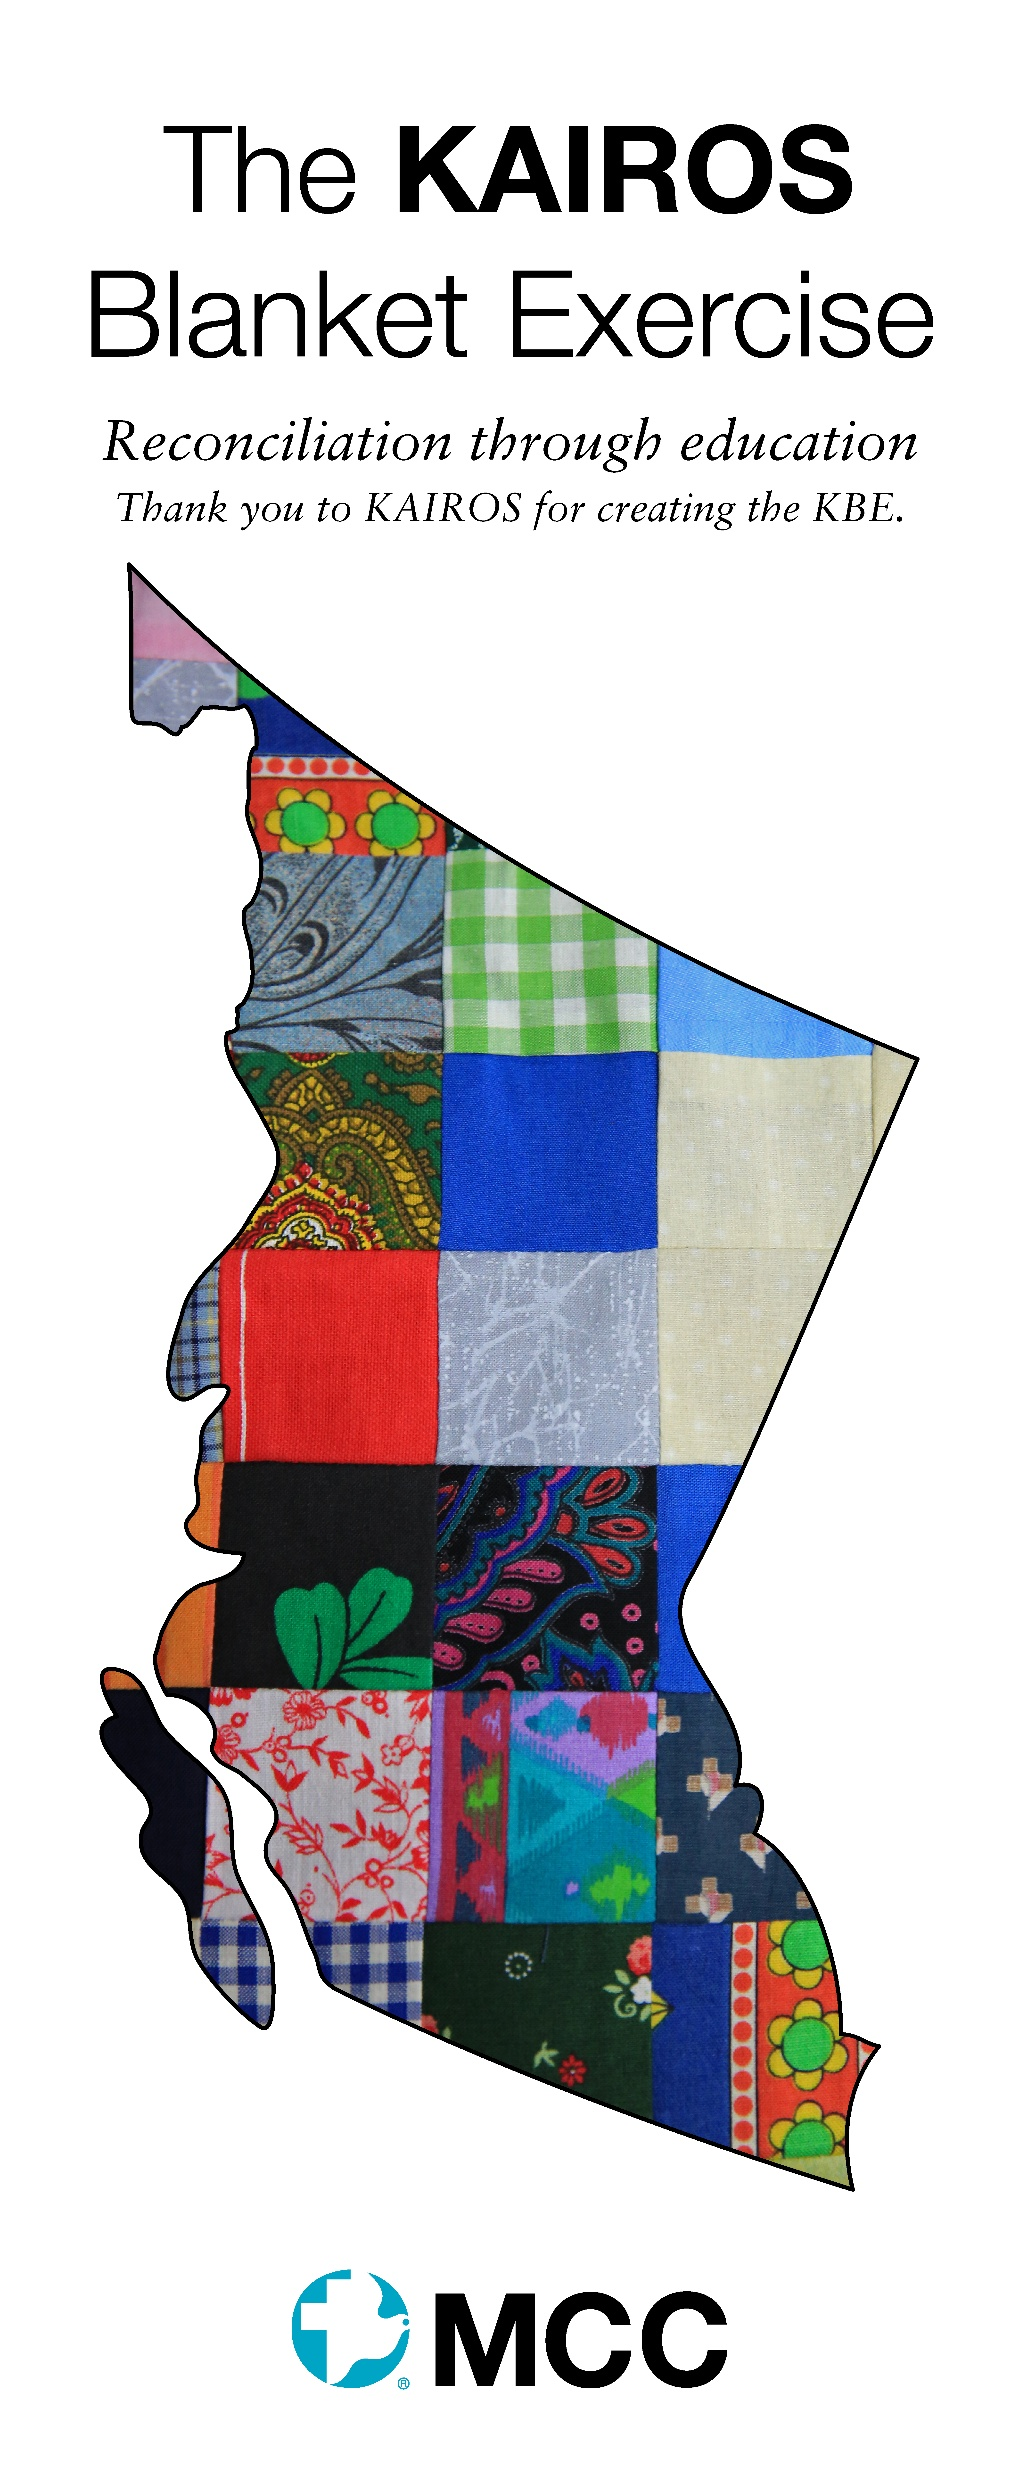 The KAIROS
Blanket Exercise
Reconciliation through education
Thank you to KAIROS for creating the KBE.
® MCC